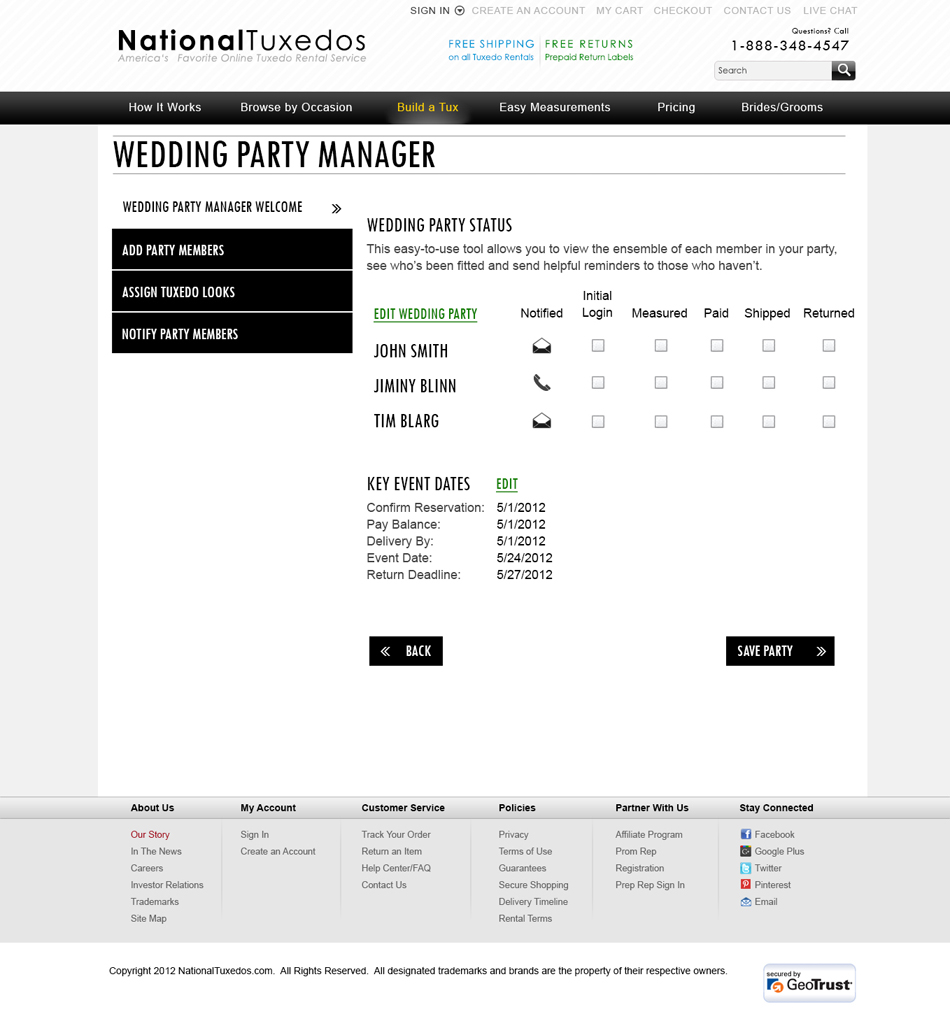 SIGN IN CREATE AN ACCOUNT MY CART CHECKOUT CONTACT US LIVE CHAT
NationalTuxedos
America's Favorite Online Tuxedo Rental Service
FREE SHIPPING
on all Tuxedo Rentals
FREE RETURNS
Prepaid Return Labels
Questions? Call
1-888-348-4547
Search
How It Works Browse by Occasion Build a Tux Easy Measurements Pricing Brides/Grooms
WEDDING PARTY MANAGER
WEDDING PARTY MANAGER WELCOME
ADD PARTY MEMBERS
ASSIGN TUXEDO LOOKS
NOTIFY PARTY MEMBERS
WEDDING PARTY STATUS
This easy-to-use tool allows you to view the ensemble of each member in your party,
see who's been fitted and send helpful reminders to those who haven't.
EDIT WEDDING PARTY Notified Initial Login Measured Paid Shipped Returned
JOHN SMITH
JIMINY BLINN
TIM BLARG
KEY EVENT DATES EDIT
Confirm Reservation: 5/1/2012
Pay Balance: 5/1/2012
Delivery By: 5/1/2012
Event Date: 5/24/2012
Return Deadline: 5/27/2012
BACK
SAVE PARTY
About Us
Our Story
In The News
Careers
Investor Relations
Trademarks
Site Map
My Account
Sign In
Create an Account
Customer Service
Track Your Order
Return an Item
Help Center/FAQ
Contact Us
Policies
Privacy
Terms of Use
Guarantees
Secure Shopping
Delivery Timeline
Rental Terms
Partner With Us
Affiliate Program
Prom Rep
Registration
Prep Rep Sign In
Stay Connected
Facebook
Google Plus
Twitter
Pinterest
Email
Copyright 2012 NationalTuxedos.com. All Rights Reserved. All designated trademarks and brands are the property of their respective owners.
secured by
GeoTrust